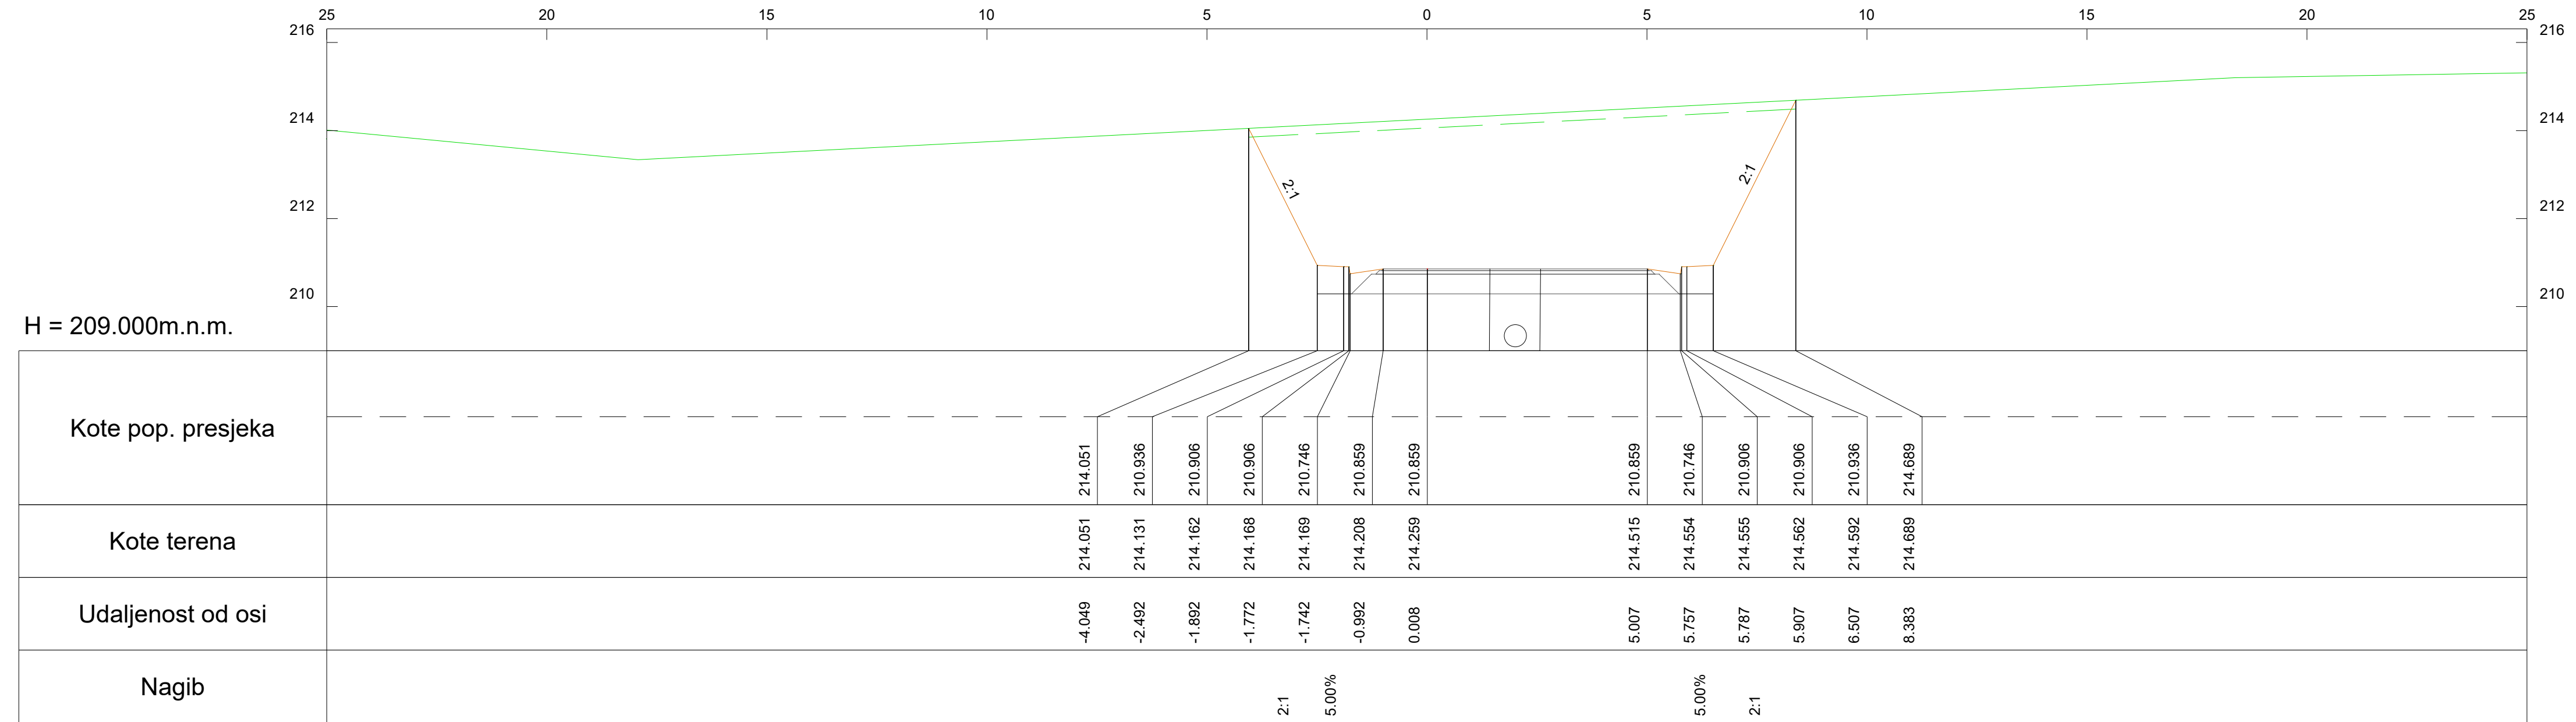 25 20 15 10 5 0 5 10 15 20 25
216 216
214 214
2:1 2:1
212 212
210 210
H = 209.000m.n.m.
Kote pop. presjeka 214.051 210.936 210.906 210.906 210.746 210.859 210.859 210.859 210.746 210.906 210.906 210.936 214.689
Kote terena 214.051 214.131 214.162 214.168 214.169 214.208 214.259 214.515 214.554 214.555 214.562 214.592 214.689
Udaljenost od osi -4.049 -2.492 -1.892 -1.772 -1.742 -0.992 0.008 5.007 5.757 5.787 5.907 6.507 8.383
Nagib 2:1 5.000% 5.000% 2:1